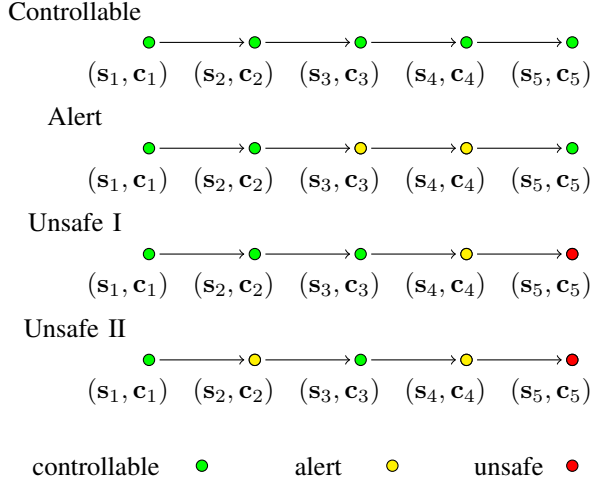 Controllable
(s₁, c₁) (s₂, c₂) (s₃, c₃) (s₄, c₄) (s₅, c₅)
Alert
(s₁, c₁) (s₂, c₂) (s₃, c₃) (s₄, c₄) (s₅, c₅)
Unsafe I
(s₁, c₁) (s₂, c₂) (s₃, c₃) (s₄, c₄) (s₅, c₅)
Unsafe II
(s₁, c₁) (s₂, c₂) (s₃, c₃) (s₄, c₄) (s₅, c₅)
controllable alert unsafe